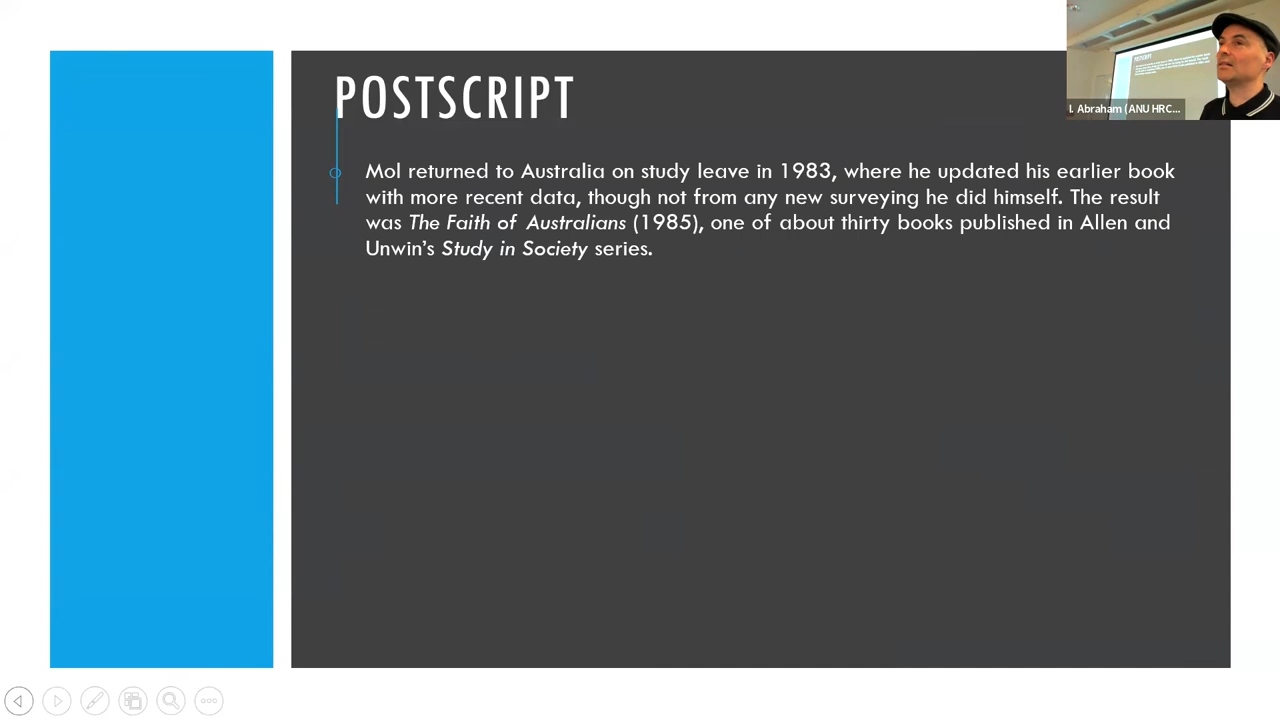 POSTSCRIPT
Mol returned to Australia on study leave in 1983, where he updated his earlier book
with more recent data, though not from any new surveying he did himself. The result
was The Faith of Australians (1985), one of about thirty books published in Allen and
Unwin’s Study in Society series.
I. Abraham (ANU HRC...
POSTSCRIPT